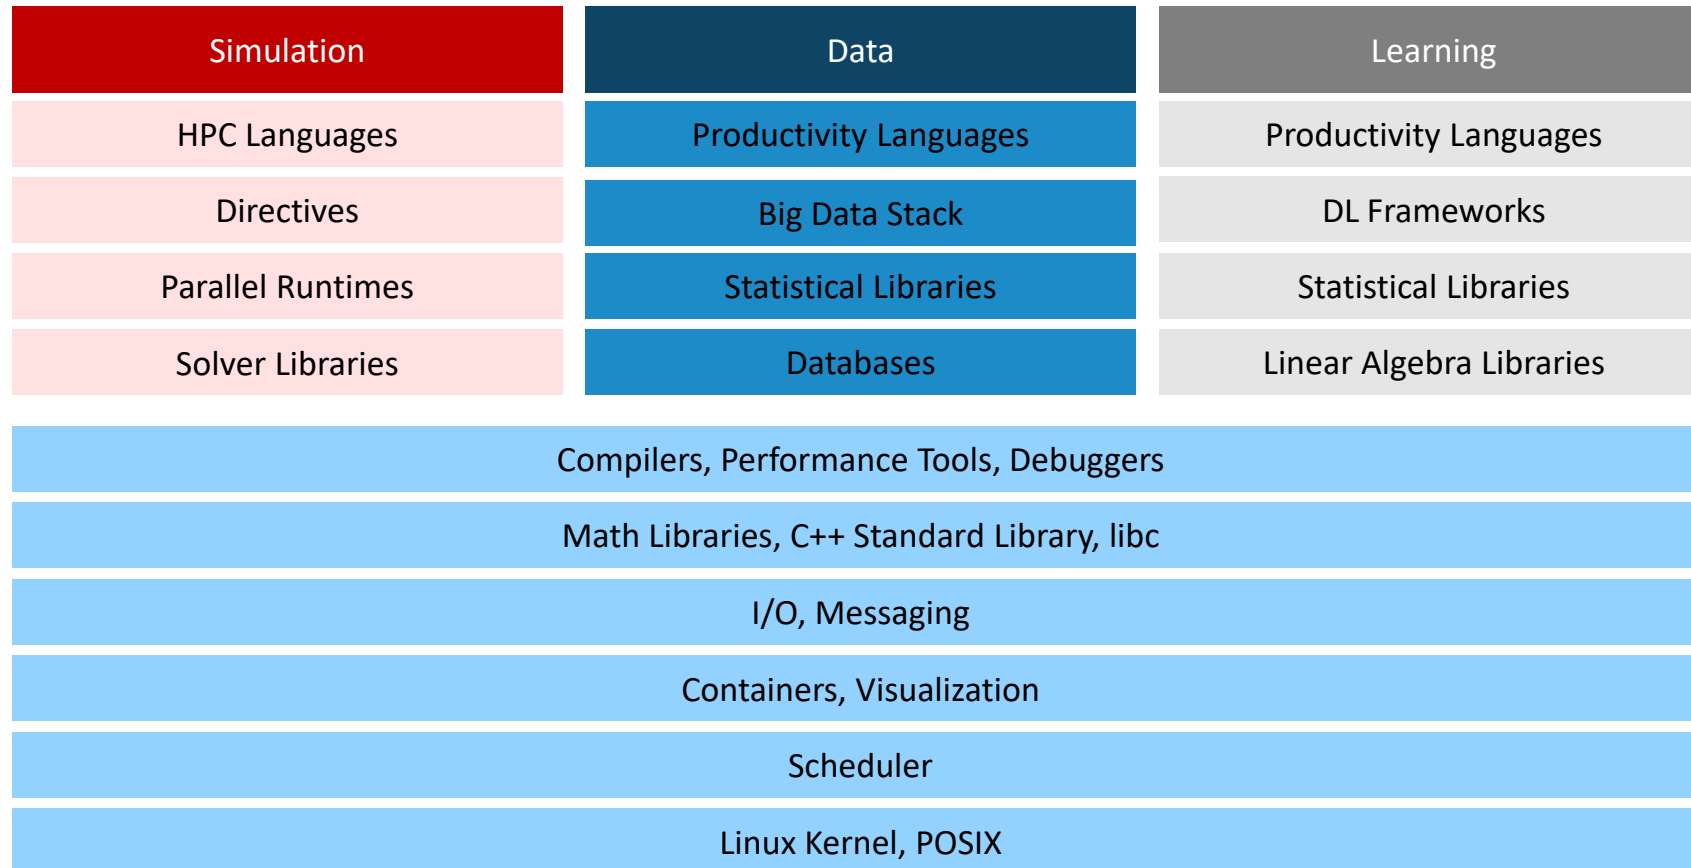 Simulation
Data
Learning
HPC Languages
Productivity Languages
Productivity Languages
Directives
Big Data Stack
DL Frameworks
Parallel Runtimes
Statistical Libraries
Statistical Libraries
Solver Libraries
Databases
Linear Algebra Libraries
Compilers, Performance Tools, Debuggers
Math Libraries, C++ Standard Library, libc
I/O, Messaging
Containers, Visualization
Scheduler
Linux Kernel, POSIX